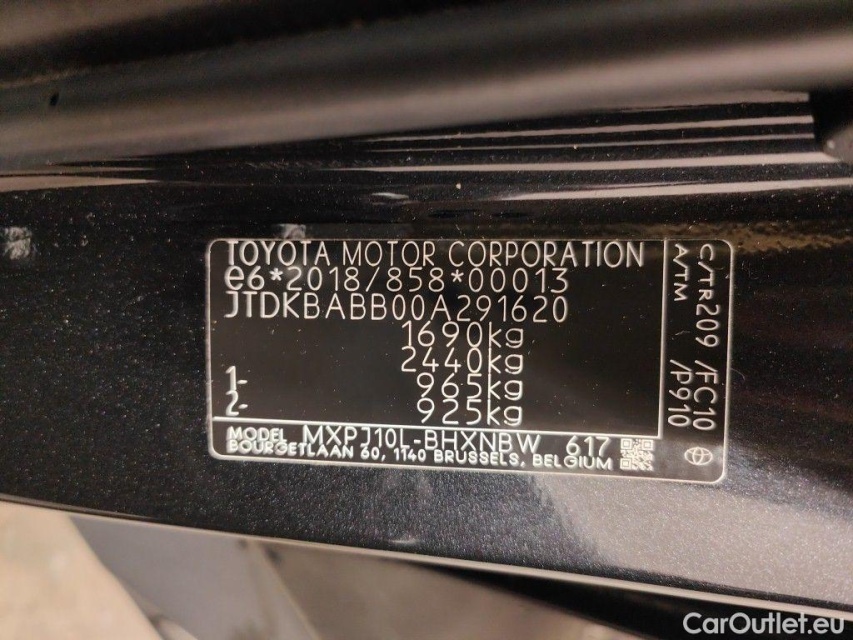 TOYOTA MOTOR CORPORATION
e6*2018/858*00013
JTDKBABB00A291620
1690kg
2440kg
1- 965kg
2- 925kg
MODEL MXPJ10L-BHXNBW 617
BOURGETLAAN 60, 1140 BRUSSELS, BELGIUM
C/TR209 /FC10
A/TM /P910
CarOutlet.eu